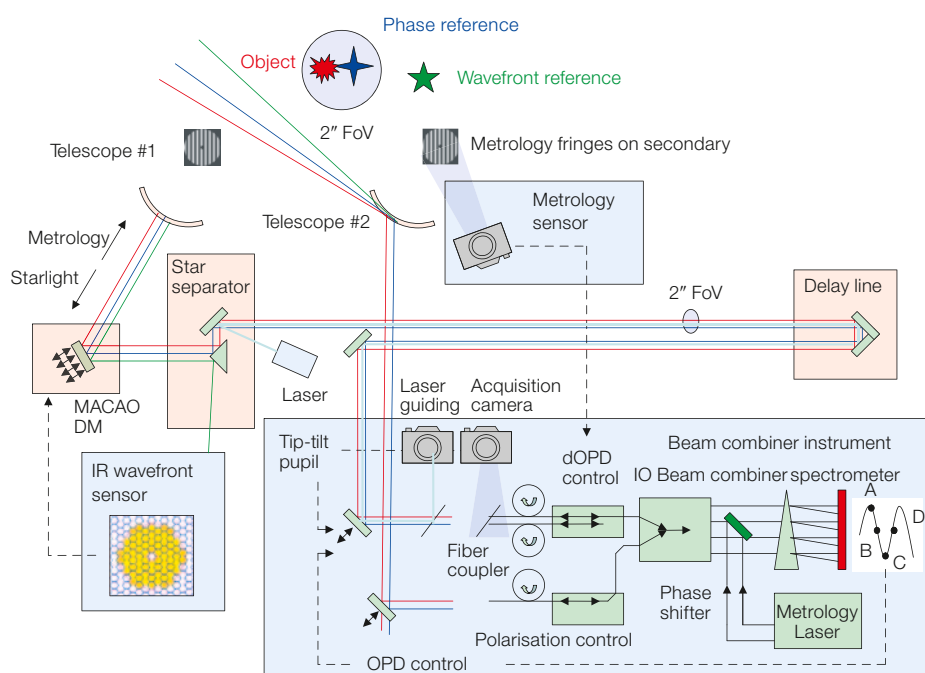 Phase reference
Object
Wavefront reference
2″ FoV
Telescope #1
Metrology fringes on secondary
Telescope #2
Metrology
sensor
Metrology
Starlight
Star
separator
2″ FoV
Delay line
MACAO
DM
Laser
Laser
guiding
Acquisition
camera
Tip-tilt
pupil
IR wavefront
sensor
Beam combiner instrument
dOPD
control
IO Beam combiner
spectrometer
A
B
C
D
Fiber
coupler
Phase
shifter
Metrology
Laser
Polarisation control
OPD control